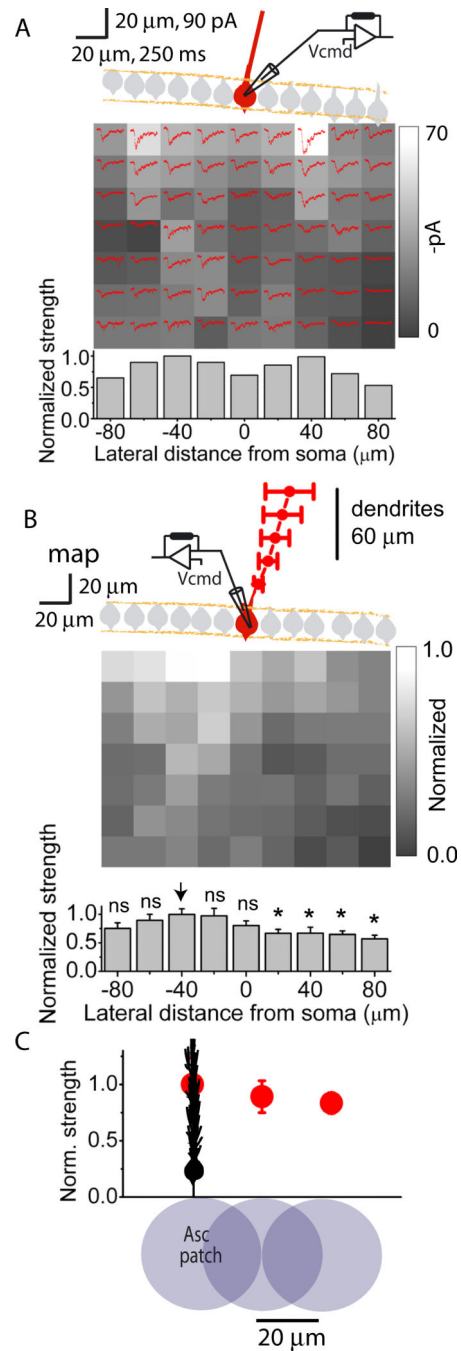 A
20 μm, 90 pA
20 μm, 250 ms
Vcmd
70
-pA
0
Normalized strength
1.0
0.5
0.0
-80 -40 0 40 80
Lateral distance from soma (μm)
B
dendrites
60 μm
map
Vcmd
20 μm
20 μm
1.0
Normalized
0.0
Normalized strength
ns ns ns ns * * * *
1.0
0.5
0.0
-80 -40 0 40 80
Lateral distance from soma (μm)
C
Norm. strength
1.0
0.5
0.0
Asc
patch
20 μm